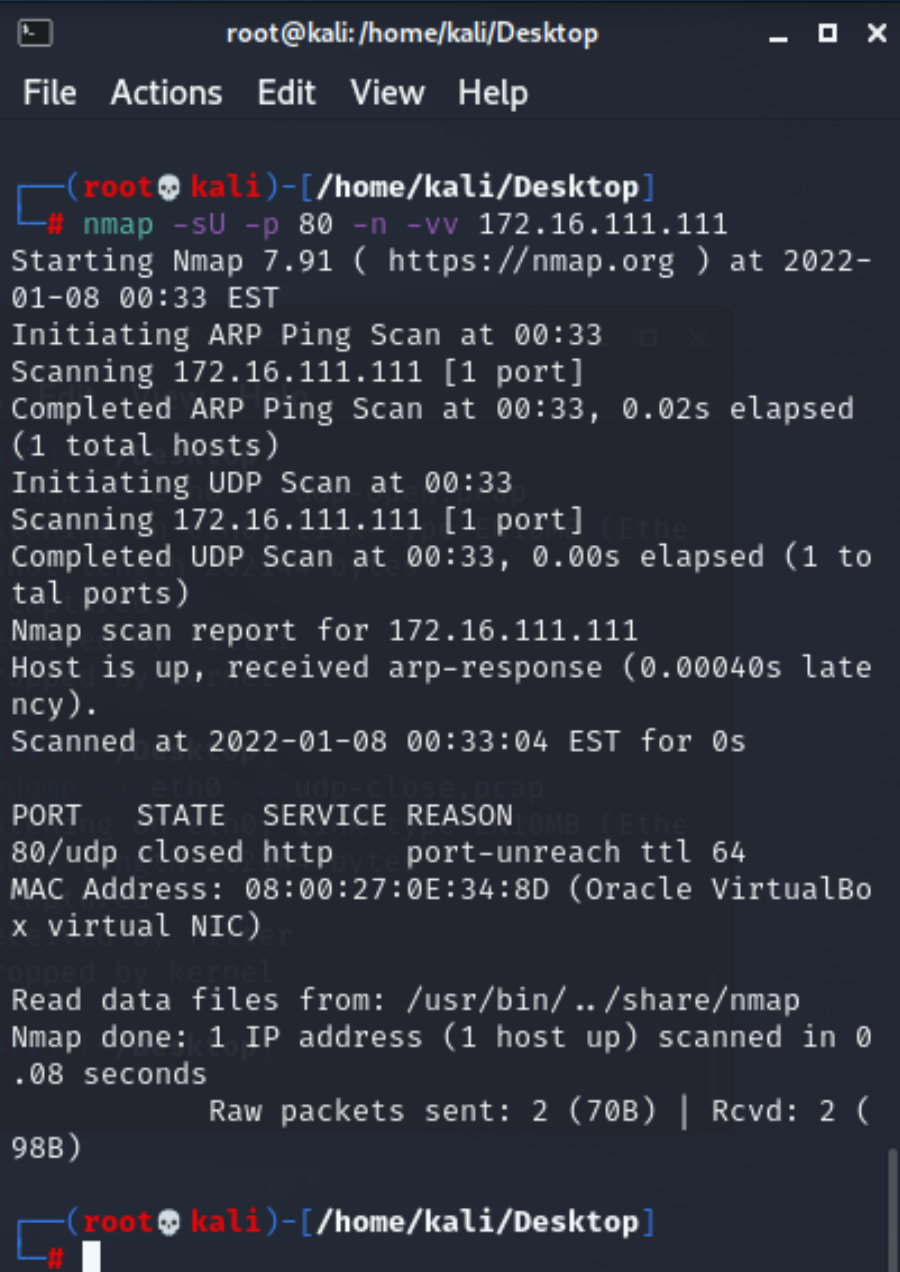 root@kali: /home/kali/Desktop
File Actions Edit View Help
┌──(root💀kali)-[/home/kali/Desktop]
└─# nmap -sU -p 80 -n -vv 172.16.111.111
Starting Nmap 7.91 ( https://nmap.org ) at 2022-
01-08 00:33 EST
Initiating ARP Ping Scan at 00:33
Scanning 172.16.111.111 [1 port]
Completed ARP Ping Scan at 00:33, 0.02s elapsed
(1 total hosts)
Initiating UDP Scan at 00:33
Scanning 172.16.111.111 [1 port]
Completed UDP Scan at 00:33, 0.00s elapsed (1 to
tal ports)
Nmap scan report for 172.16.111.111
Host is up, received arp-response (0.00040s late
ncy).
Scanned at 2022-01-08 00:33:04 EST for 0s
PORT   STATE  SERVICE REASON
80/udp closed http    port-unreach ttl 64
MAC Address: 08:00:27:0E:34:8D (Oracle VirtualBo
x virtual NIC)
Read data files from: /usr/bin/../share/nmap
Nmap done: 1 IP address (1 host up) scanned in 0
.08 seconds
           Raw packets sent: 2 (70B) | Rcvd: 2 (
98B)
┌──(root💀kali)-[/home/kali/Desktop]
└─#